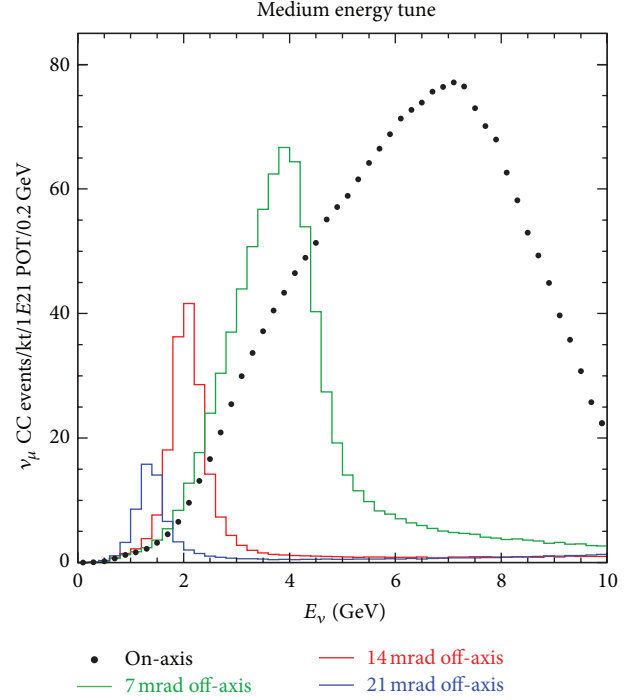 Medium energy tune
ν_μ CC events/kt/1E21 POT/0.2 GeV
80
60
40
20
0
0 2 4 6 8 10
E_ν (GeV)
On-axis
7 mrad off-axis
14 mrad off-axis
21 mrad off-axis